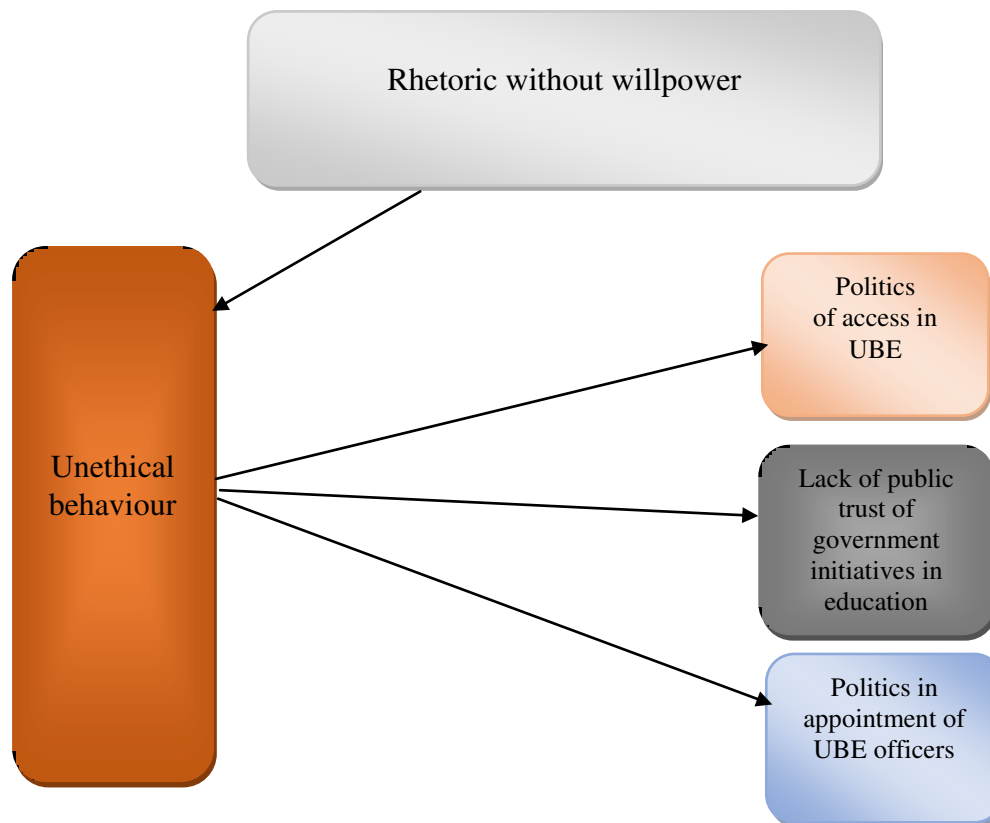 Rhetoric without willpower
Unethical
behaviour
Politics
of access in
UBE
Lack of public
trust of
government
initiatives in
education
Politics in
appointment of
UBE officers